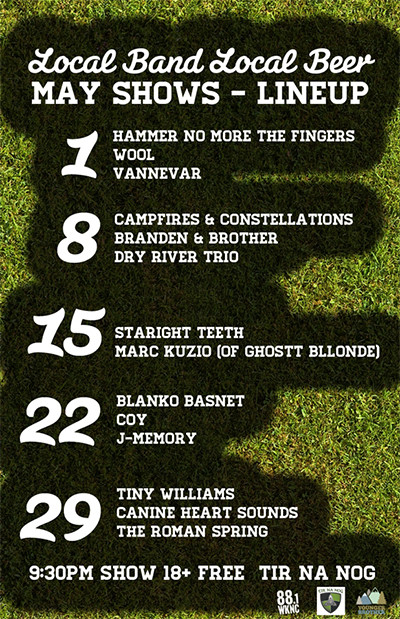 Local Band Local Beer
MAY SHOWS - LINEUP
1
HAMMER NO MORE THE FINGERS
WOOL
VANNEVAR
8
CAMPFIRES & CONSTELLATIONS
BRANDEN & BROTHER
DRY RIVER TRIO
15
STARIGHT TEETH
MARC KUZIO (OF GHOSTT BLLONDE)
22
BLANKO BASNET
COY
J-MEMORY
29
TINY WILLIAMS
CANINE HEART SOUNDS
THE ROMAN SPRING
9:30PM SHOW 18+ FREE TIR NA NOG
88.1
WKNC
TIR NA NOG
YOUNGER
BROTHER